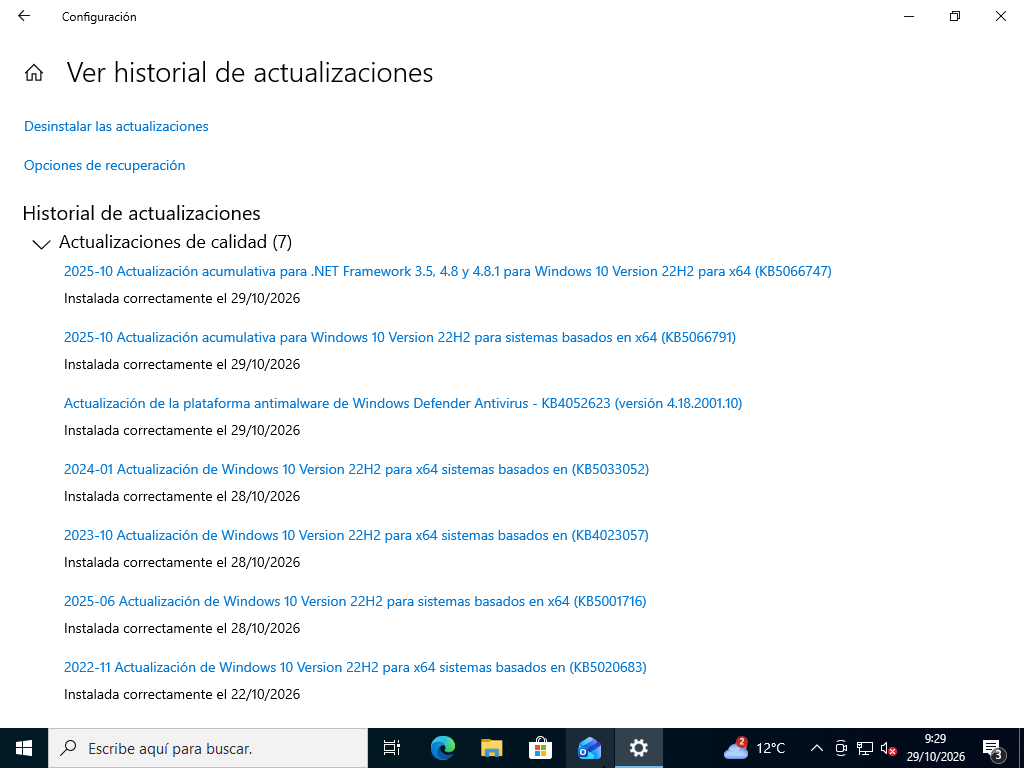 Configuración
Ver historial de actualizaciones
Desinstalar las actualizaciones
Opciones de recuperación
Historial de actualizaciones
Actualizaciones de calidad (7)
2025-10 Actualización acumulativa para .NET Framework 3.5, 4.8 y 4.8.1 para Windows 10 Version 22H2 para x64 (KB5066747)
Instalada correctamente el 29/10/2026
2025-10 Actualización acumulativa para Windows 10 Version 22H2 para sistemas basados en x64 (KB5066791)
Instalada correctamente el 29/10/2026
Actualización de la plataforma antimalware de Windows Defender Antivirus - KB4052623 (versión 4.18.2001.10)
Instalada correctamente el 29/10/2026
2024-01 Actualización de Windows 10 Version 22H2 para x64 sistemas basados en (KB5033052)
Instalada correctamente el 28/10/2026
2023-10 Actualización de Windows 10 Version 22H2 para x64 sistemas basados en (KB4023057)
Instalada correctamente el 28/10/2026
2025-06 Actualización de Windows 10 Version 22H2 para sistemas basados en x64 (KB5001716)
Instalada correctamente el 28/10/2026
2022-11 Actualización de Windows 10 Version 22H2 para x64 sistemas basados en (KB5020683)
Instalada correctamente el 22/10/2026
Escribe aquí para buscar.
2
12°C
9:29
29/10/2026
3